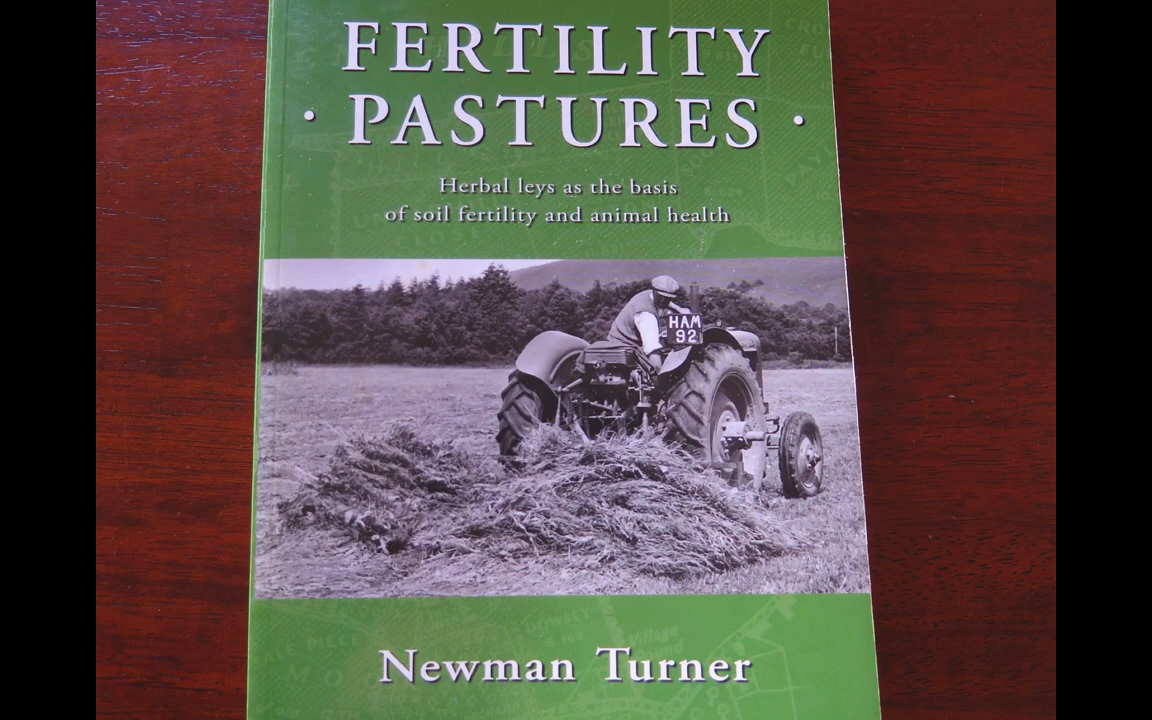 FERTILITY
· PASTURES ·
Herbal leys as the basis
of soil fertility and animal health
HAM
92
Newman Turner